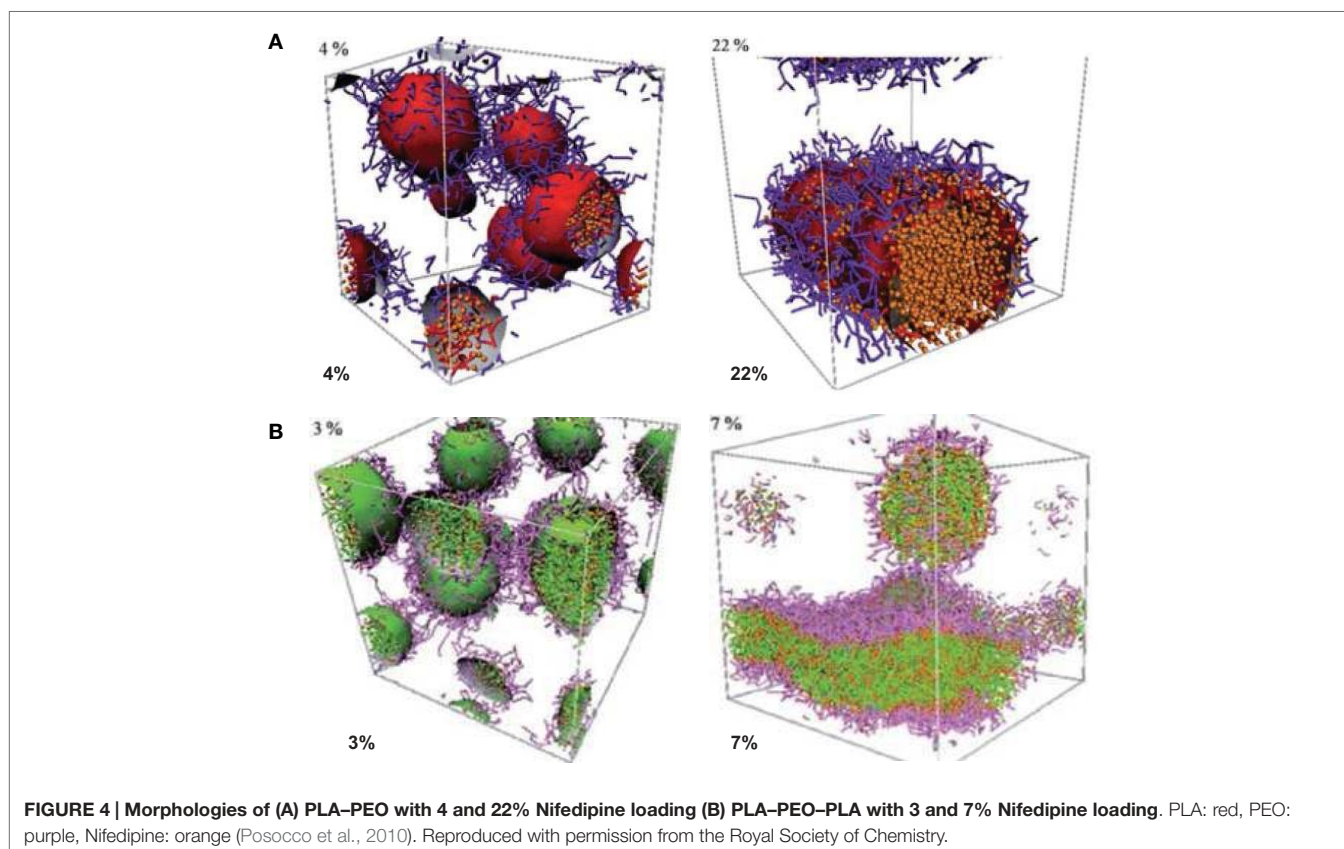 A
4 %
22 %
4%
22%
B
3 %
7 %
3%
7%
FIGURE 4 | Morphologies of (A) PLA–PEO with 4 and 22% Nifedipine loading (B) PLA–PEO–PLA with 3 and 7% Nifedipine loading. PLA: red, PEO:
purple, Nifedipine: orange (Posocco et al., 2010). Reproduced with permission from the Royal Society of Chemistry.